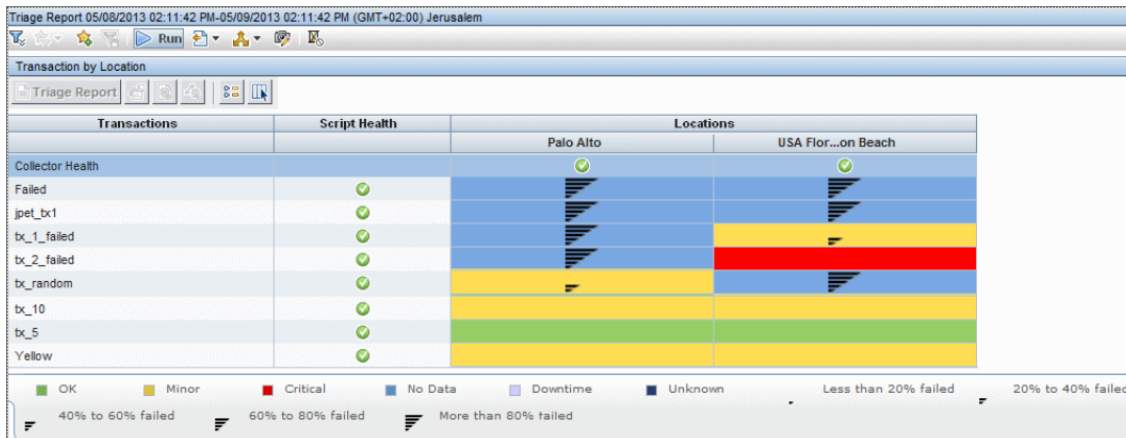 Triage Report 05/08/2013 02:11:42 PM-05/09/2013 02:11:42 PM (GMT+02:00) Jerusalem
Run
Transaction by Location
Triage Report
Transactions Script Health Locations
Palo Alto USA Flor...on Beach
Collector Health
Failed
jpet_tx1
tx_1_failed
tx_2_failed
tx_random
tx_10
tx_5
Yellow
OK Minor Critical No Data Downtime Unknown Less than 20% failed 20% to 40% failed
40% to 60% failed 60% to 80% failed More than 80% failed